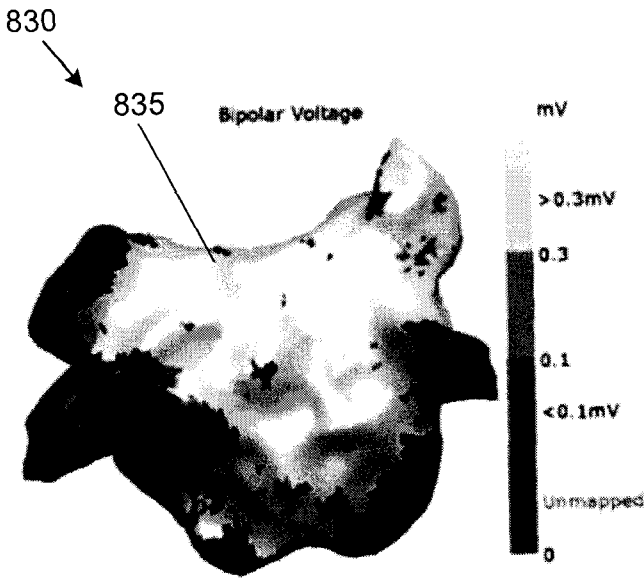 830
835
Bipolar Voltage
mV
>0.3mV
0.3
0.1
<0.1mV
Unmapped
0